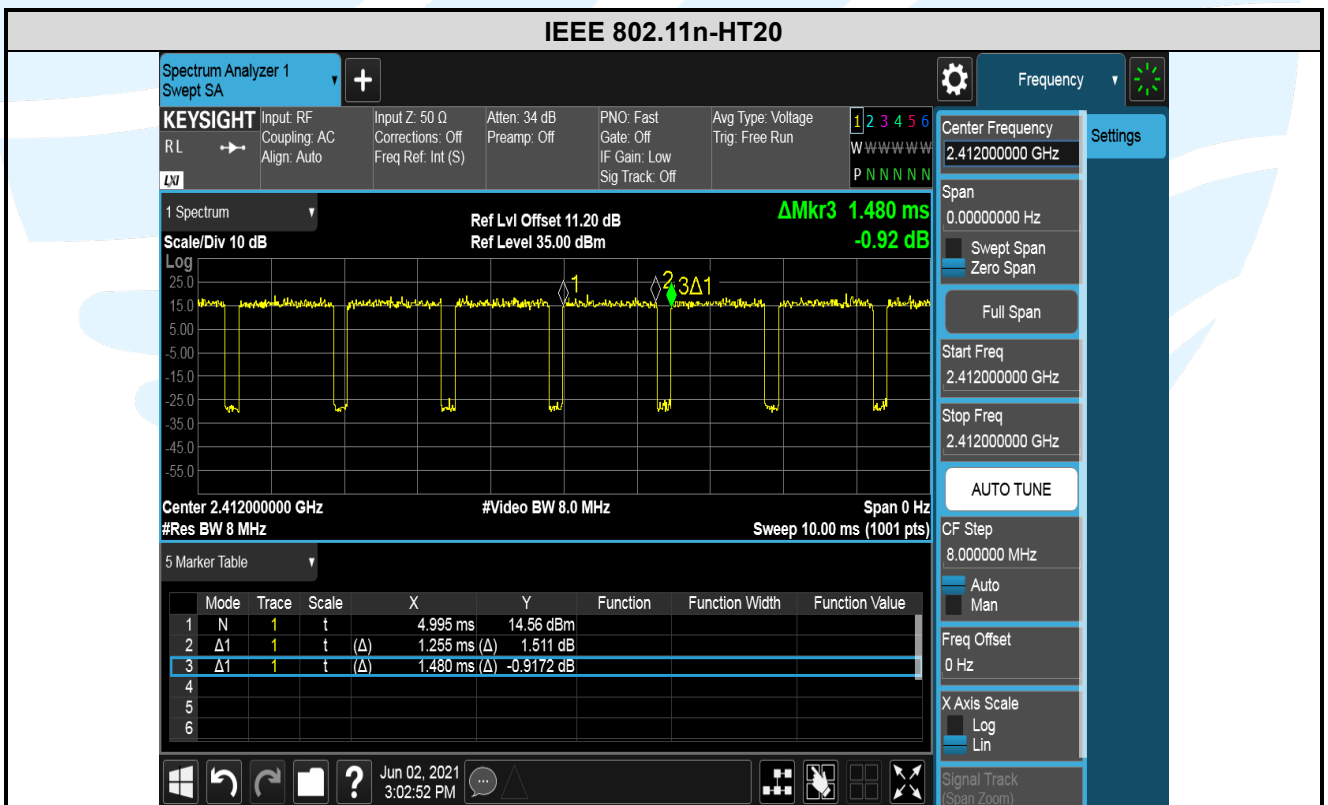 IEEE 802.11n-HT20
Spectrum Analyzer 1
Swept SA
+
Frequency
KEYSIGHT
RL
LXI
Input: RF
Coupling: AC
Align: Auto
Input Z: 50 Ω
Corrections: Off
Freq Ref: Int (S)
Atten: 34 dB
Preamp: Off
PNO: Fast
Gate: Off
IF Gain: Low
Sig Track: Off
Avg Type: Voltage
Trig: Free Run
1 2 3 4 5 6
W W W W W W
P N N N N N
Center Frequency
2.412000000 GHz
Settings
Span
0.00000000 Hz
Swept Span
Zero Span
Full Span
Start Freq
2.412000000 GHz
Stop Freq
2.412000000 GHz
AUTO TUNE
CF Step
8.000000 MHz
Auto
Man
Freq Offset
0 Hz
X Axis Scale
Log
Lin
Signal Track
(Span Zoom)
1 Spectrum
Scale/Div 10 dB
Ref Lvl Offset 11.20 dB
Ref Level 35.00 dBm
ΔMkr3 1.480 ms
-0.92 dB
Log
25.0
15.0
5.00
-5.00
-15.0
-25.0
-35.0
-45.0
-55.0
1
2
3Δ1
Center 2.412000000 GHz
#Video BW 8.0 MHz
Span 0 Hz
#Res BW 8 MHz
Sweep 10.00 ms (1001 pts)
5 Marker Table
Mode Trace Scale X Y Function Function Width Function Value
1 N 1 t 4.995 ms 14.56 dBm
2 Δ1 1 t (Δ) 1.255 ms (Δ) 1.511 dB
3 Δ1 1 t (Δ) 1.480 ms (Δ) -0.9172 dB
4
5
6
?
Jun 02, 2021
3:02:52 PM